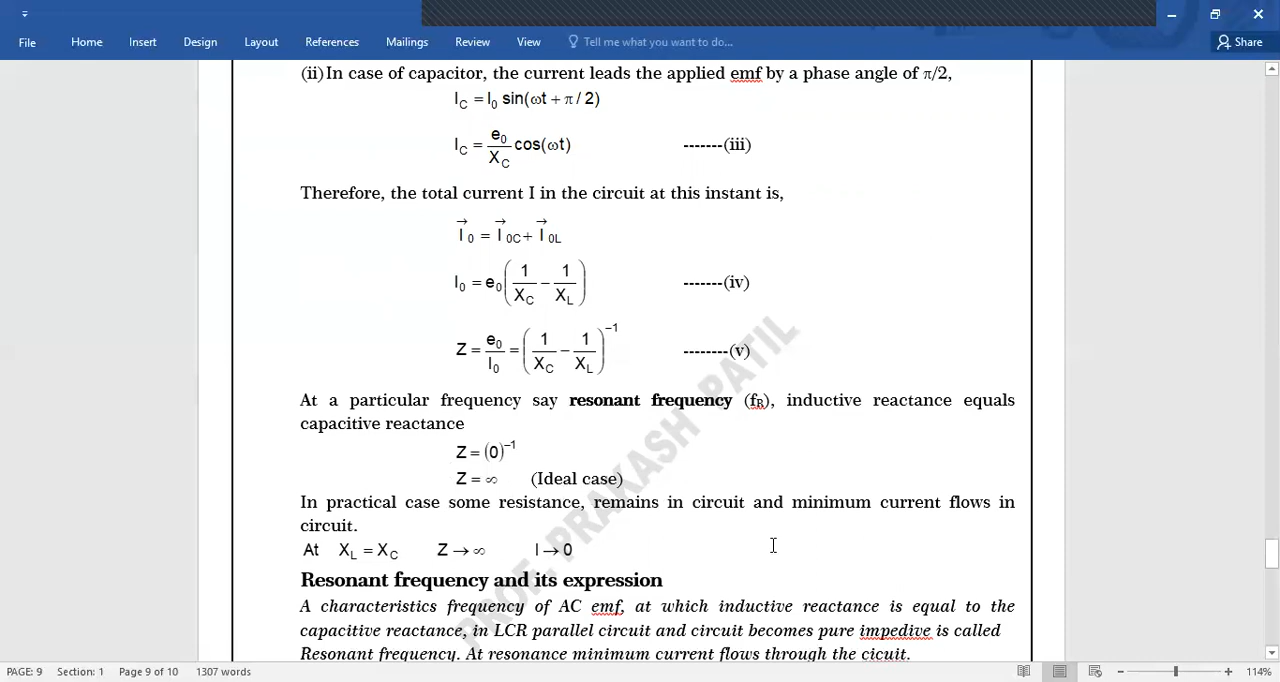 File Home Insert Design Layout References Mailings Review View Tell me what you want to do... Share
(ii) In case of capacitor, the current leads the applied emf by a phase angle of π/2,
I_C = I_0 sin(ωt + π / 2)
I_C = e_0/X_C cos(ωt) -------(iii)
Therefore, the total current I in the circuit at this instant is,
→I_0 = →I_0C + →I_0L
I_0 = e_0 (1/X_C − 1/X_L) -------(iv)
Z = e_0/I_0 = (1/X_C − 1/X_L)^−1 --------(v)
At a particular frequency say resonant frequency (f_R), inductive reactance equals
capacitive reactance
Z = (0)^−1
Z = ∞ (Ideal case)
In practical case some resistance, remains in circuit and minimum current flows in
circuit.
At X_L = X_C Z → ∞ I → 0
Resonant frequency and its expression
A characteristics frequency of AC emf, at which inductive reactance is equal to the
capacitive reactance, in LCR parallel circuit and circuit becomes pure impedive is called
Resonant frequency. At resonance minimum current flows through the cicuit.
PROF. PRAKASH PATIL
PAGE: 9 Section: 1 Page 9 of 10 1307 words 114%